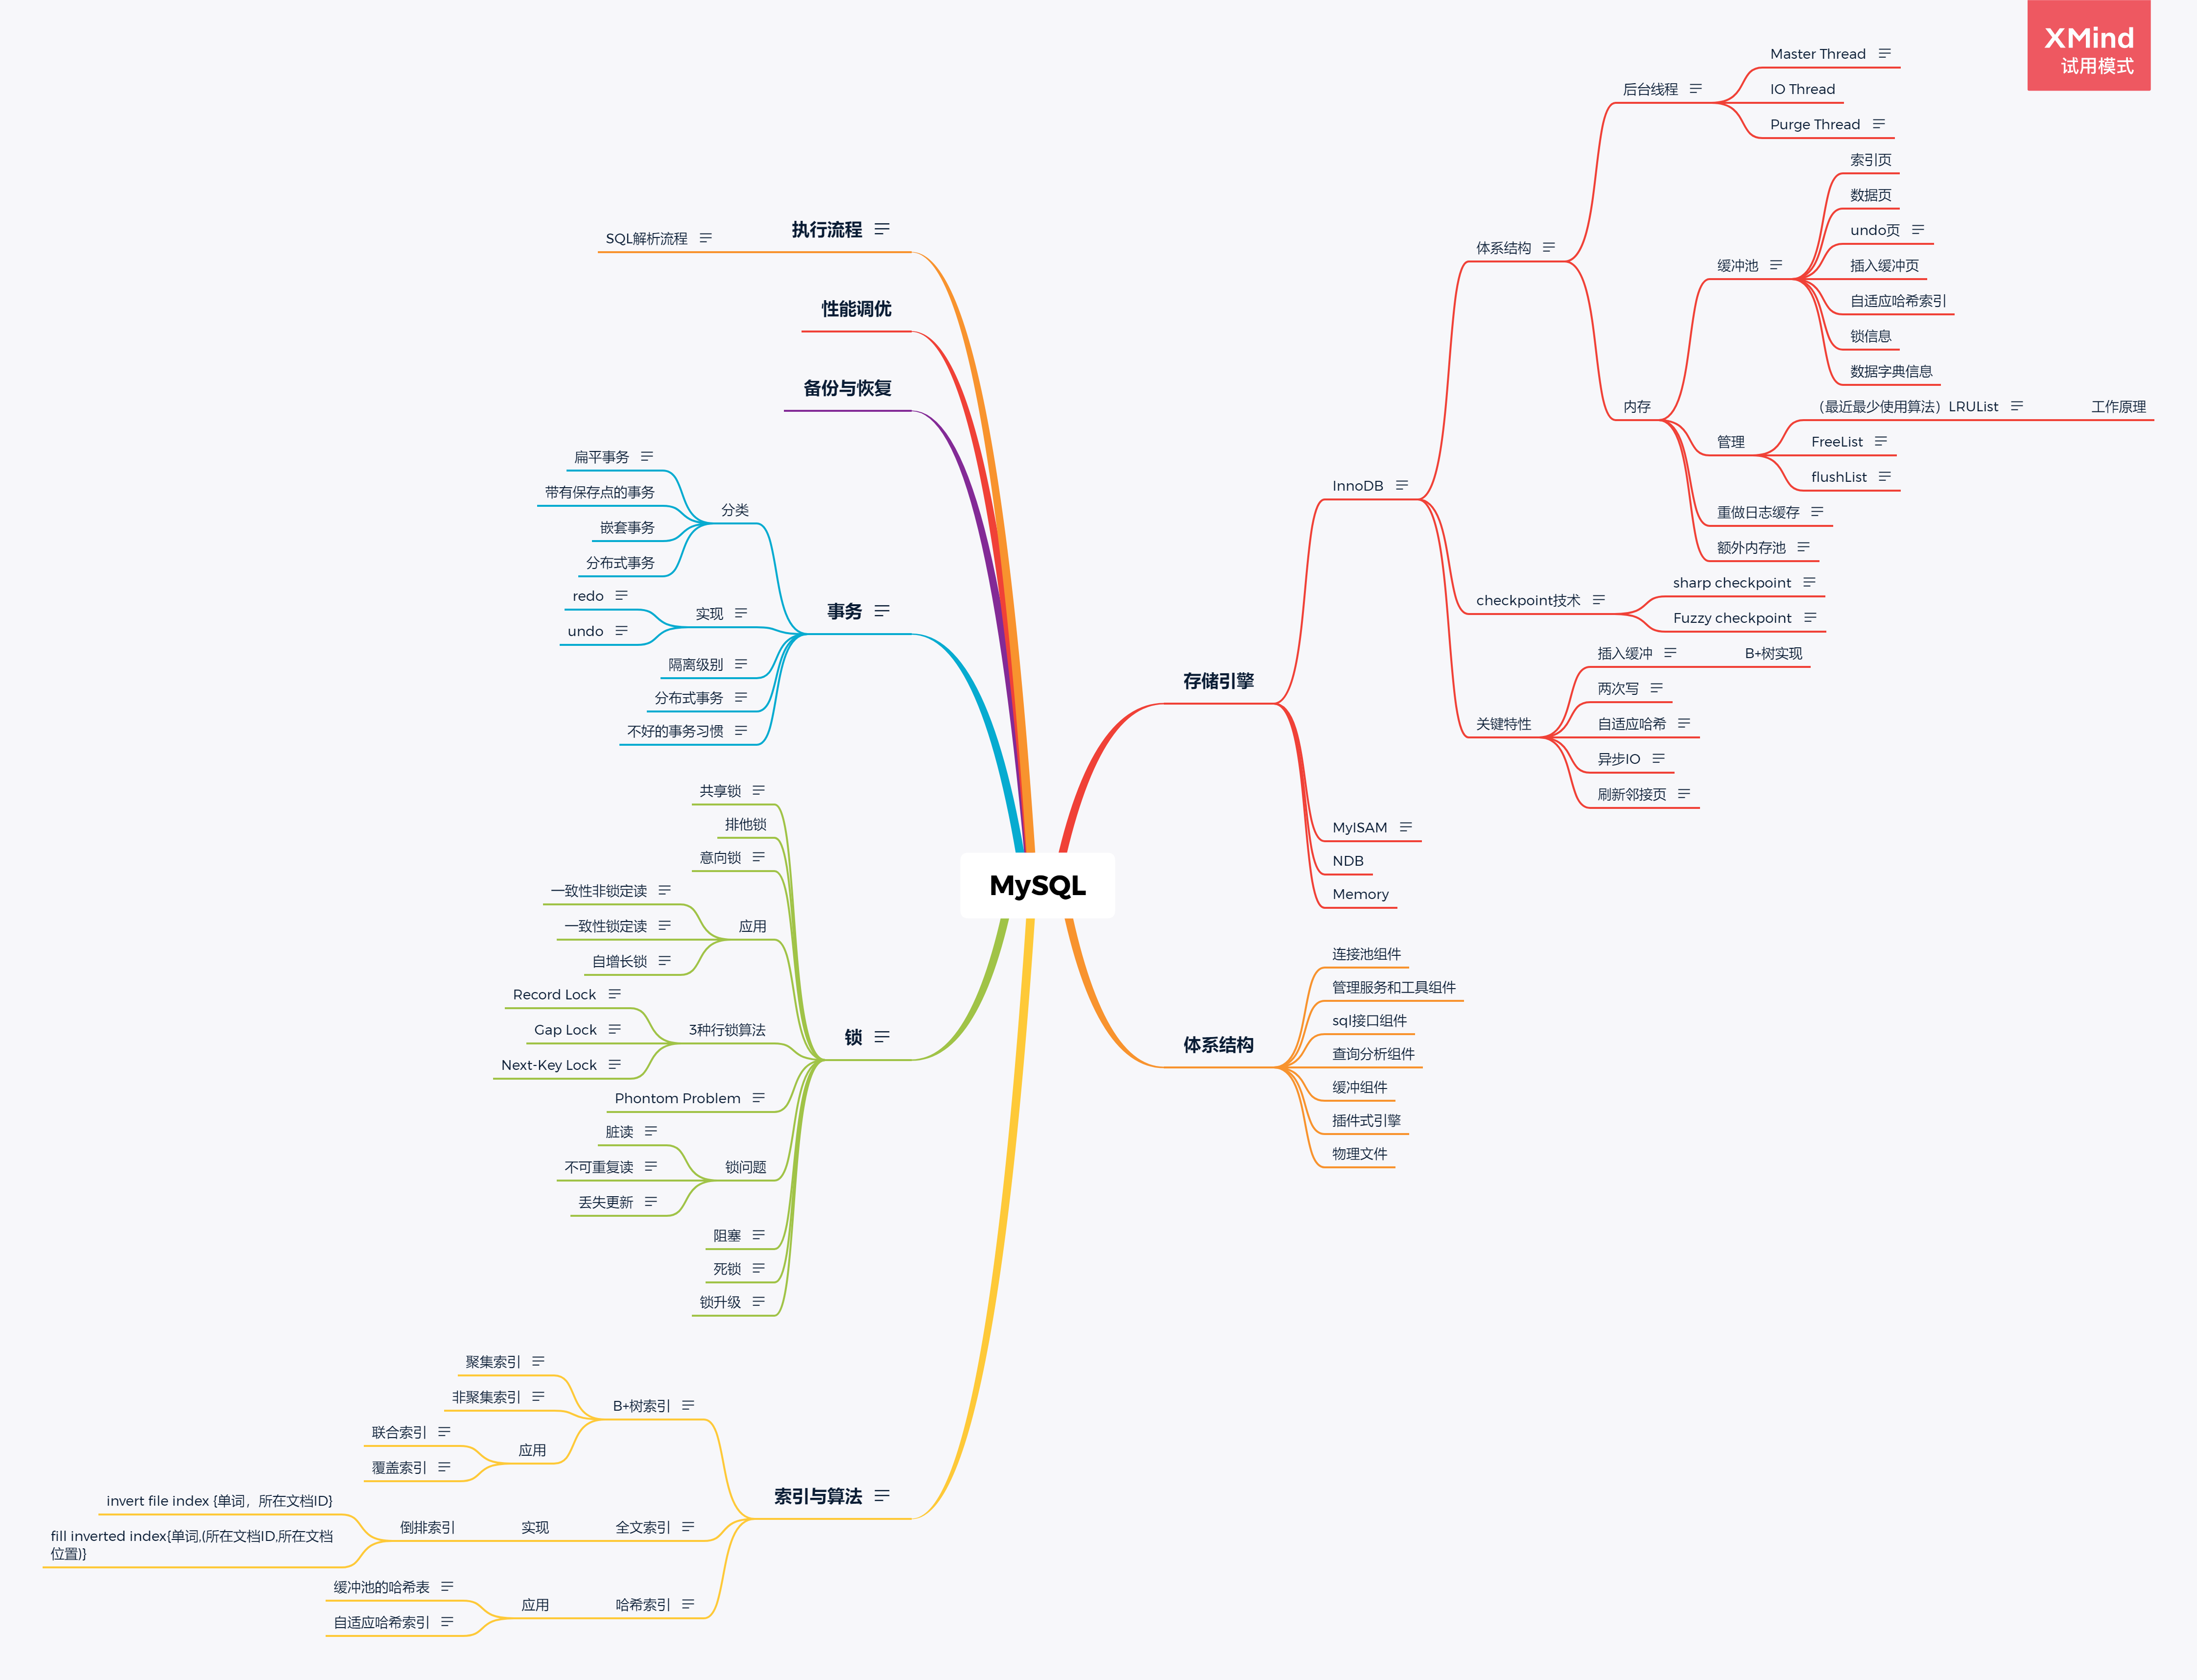 XMind
试用模式
MySQL
存储引擎
InnoDB
体系结构
后台线程
Master Thread
IO Thread
Purge Thread
内存
缓冲池
索引页
数据页
undo页
插入缓冲页
自适应哈希索引
锁信息
数据字典信息
管理
（最近最少使用算法）LRUList
工作原理
FreeList
flushList
重做日志缓存
额外内存池
checkpoint技术
sharp checkpoint
Fuzzy checkpoint
关键特性
插入缓冲
B+树实现
两次写
自适应哈希
异步IO
刷新邻接页
MyISAM
NDB
Memory
体系结构
连接池组件
管理服务和工具组件
sql接口组件
查询分析组件
缓冲组件
插件式引擎
物理文件
执行流程
SQL解析流程
性能调优
备份与恢复
事务
分类
扁平事务
带有保存点的事务
嵌套事务
分布式事务
实现
redo
undo
隔离级别
分布式事务
不好的事务习惯
锁
共享锁
排他锁
意向锁
应用
一致性非锁定读
一致性锁定读
自增长锁
3种行锁算法
Record Lock
Gap Lock
Next-Key Lock
Phontom Problem
锁问题
脏读
不可重复读
丢失更新
阻塞
死锁
锁升级
索引与算法
B+树索引
聚集索引
非聚集索引
应用
联合索引
覆盖索引
全文索引
实现
倒排索引
invert file index {单词，所在文档ID}
fill inverted index{单词,(所在文档ID,所在文档
位置)}
哈希索引
应用
缓冲池的哈希表
自适应哈希索引